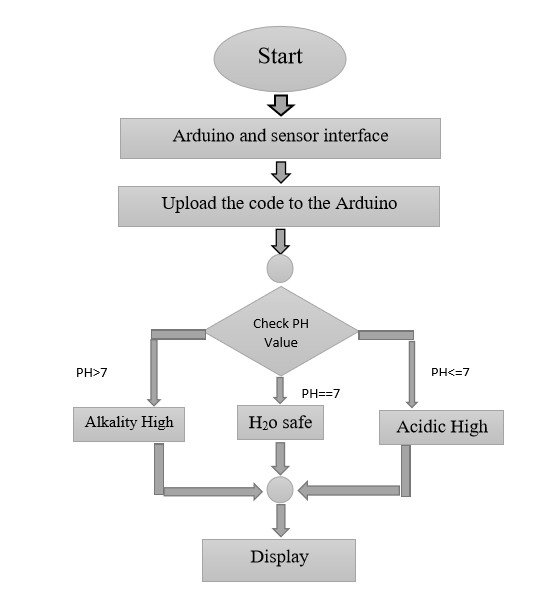 Start
Arduino and sensor interface
Upload the code to the Arduino
Check PH
Value
PH>7
PH==7
PH<=7
Alkality High
H₂o safe
Acidic High
Display